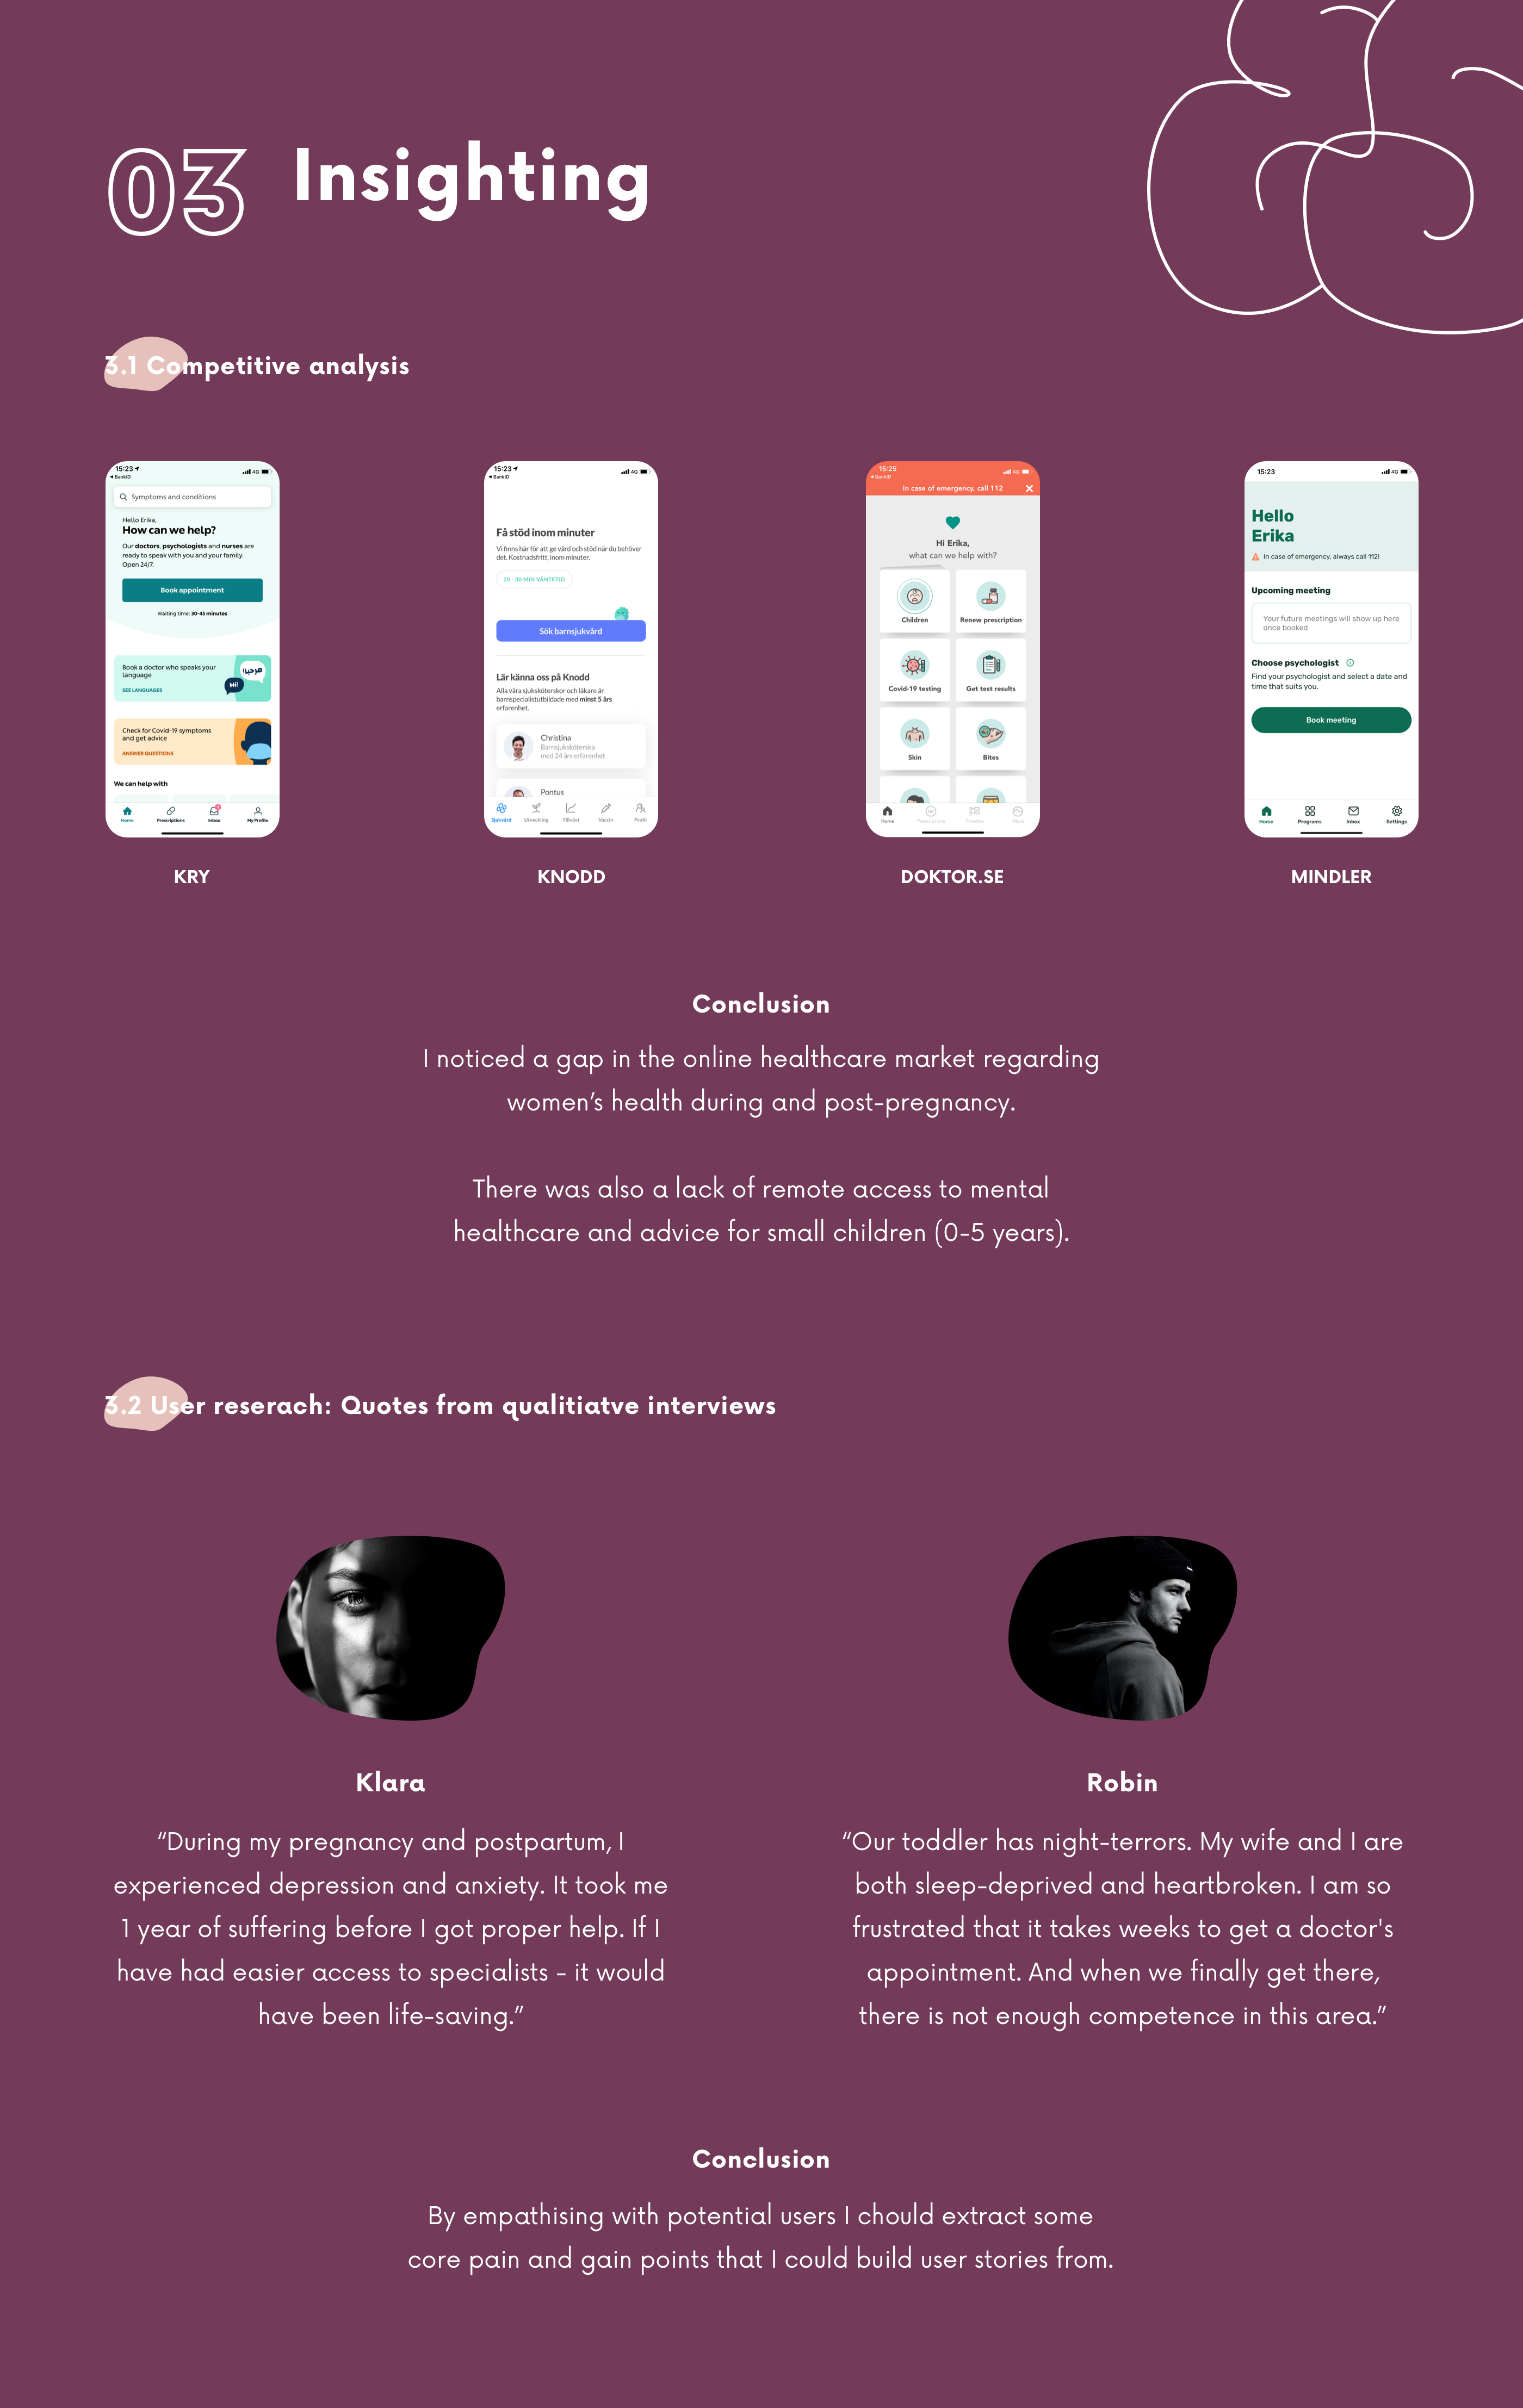 03 Insighting
3.1 Competitive analysis
15:23
BankID
4G
Symptoms and conditions
Hello Erika,
How can we help?
Our doctors, psychologists and nurses are
ready to speak with you and your family.
Open 24/7.
Book appointment
Waiting time: 30-45 minutes
Book a doctor who speaks your
language
SEE LANGUAGES
مرحبا!
Hi!
Check for Covid-19 symptoms
and get advice
ANSWER QUESTIONS
We can help with
Home
Prescriptions
Inbox
My Profile
KRY
15:23
BankID
4G
Få stöd inom minuter
Vi finns här för att ge vård och stöd när du behöver
det. Kostnadsfritt, inom minuter.
20 - 30 MIN VÄNTETID
Sök barnsjukvård
Lär känna oss på Knodd
Alla våra sjuksköterskor och läkare är
barnspecialistutbildade med minst 5 års
erfarenhet.
Christina
Barnsjuksköterska
med 24 års erfarenhet
Pontus
Sjukvård
Utveckling
Tillväxt
Vaccin
Profil
KNODD
15:25
BankID
4G
In case of emergency, call 112
Hi Erika,
what can we help with?
Children
Renew prescription
Covid-19 testing
Get test results
Skin
Bites
Home
Prescriptions
Timeline
More
DOKTOR.SE
15:23
4G
Hello
Erika
In case of emergency, always call 112!
Upcoming meeting
Your future meetings will show up here
once booked
Choose psychologist
Find your psychologist and select a date and
time that suits you.
Book meeting
Home
Programs
Inbox
Settings
MINDLER
Conclusion
I noticed a gap in the online healthcare market regarding
women’s health during and post-pregnancy.
There was also a lack of remote access to mental
healthcare and advice for small children (0-5 years).
3.2 User reserach: Quotes from qualitiatve interviews
Klara
“During my pregnancy and postpartum, I
experienced depression and anxiety. It took me
1 year of suffering before I got proper help. If I
have had easier access to specialists - it would
have been life-saving.”
Robin
“Our toddler has night-terrors. My wife and I are
both sleep-deprived and heartbroken. I am so
frustrated that it takes weeks to get a doctor's
appointment. And when we finally get there,
there is not enough competence in this area.”
Conclusion
By empathising with potential users I chould extract some
core pain and gain points that I could build user stories from.